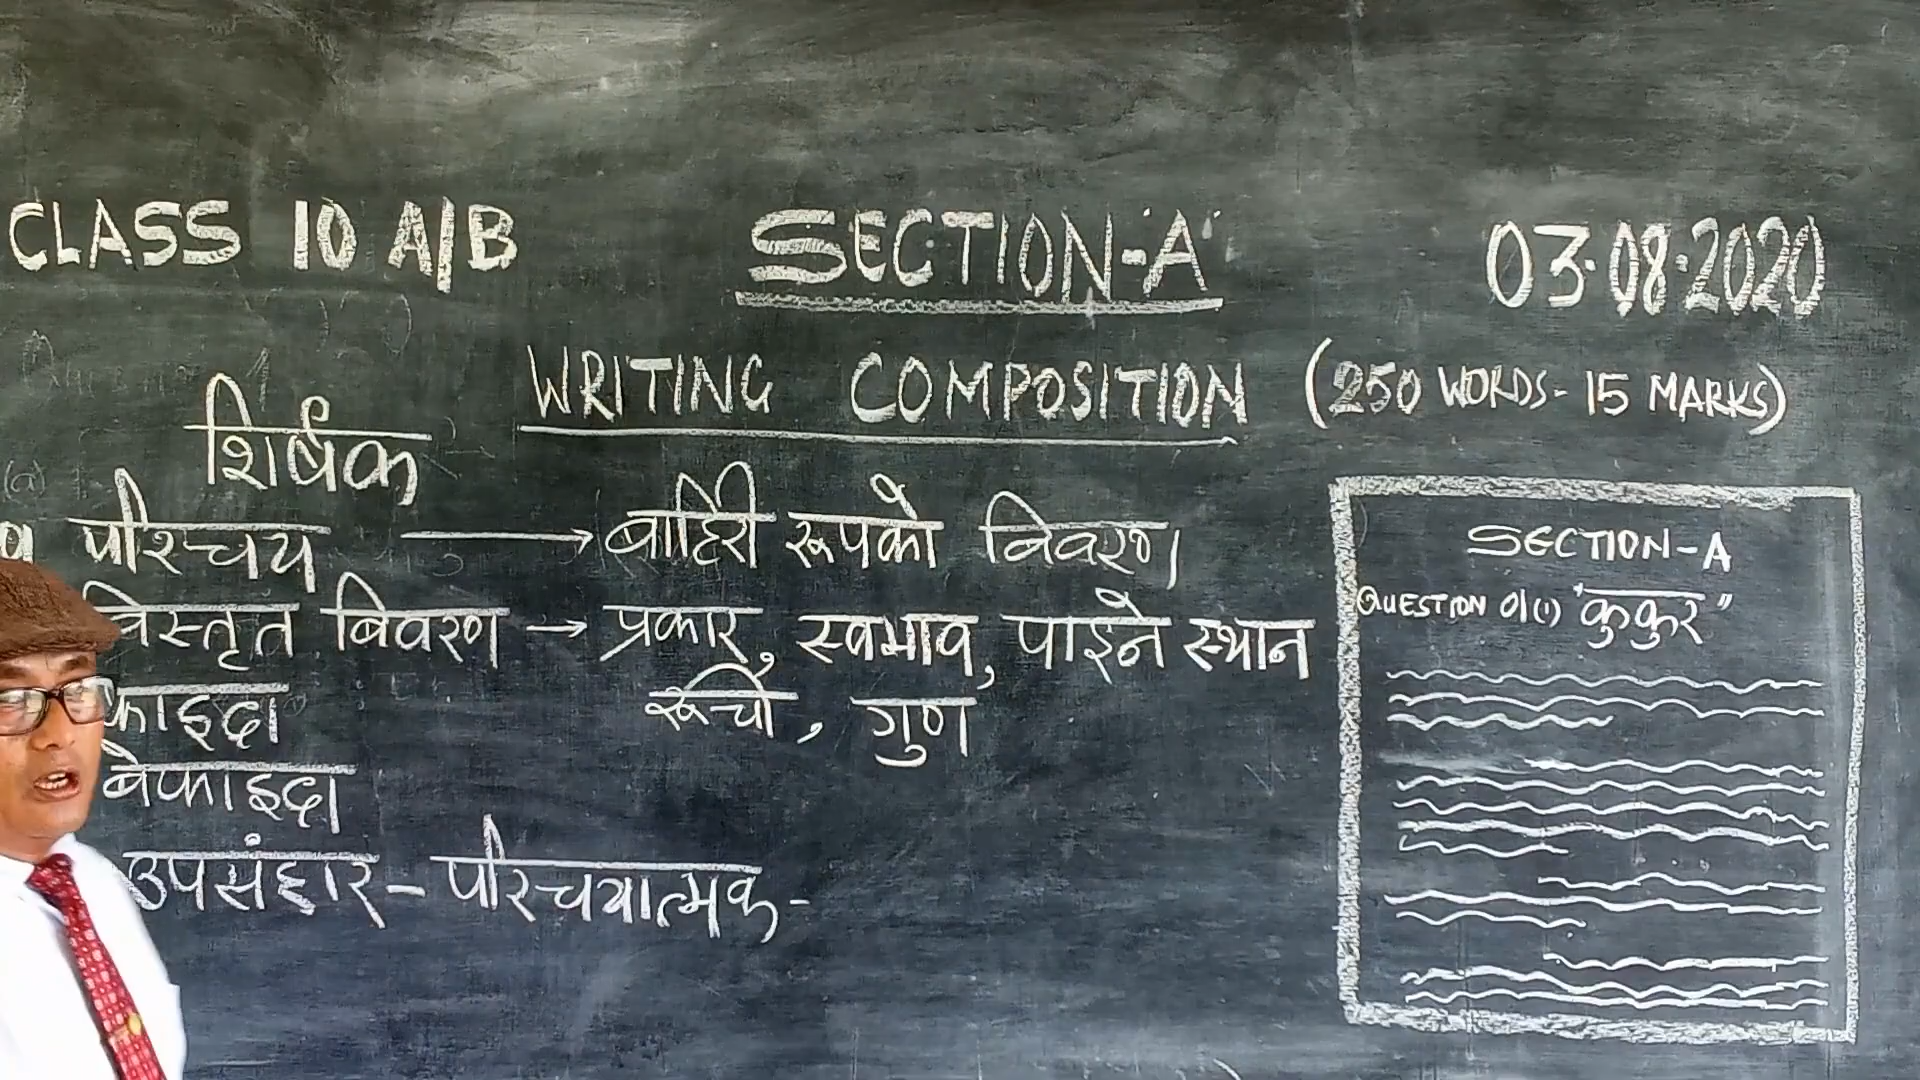 CLASS 10 A/B
SECTION-'A'
03.08.2020
WRITING COMPOSITION (250 WORDS - 15 MARKS)
शिर्षक
परिचय → बाहिरी रूपको बिवरण
बिस्तृत बिवरण → प्रकार, स्वभाव, पाइने स्थान
रूची, गुण
फाइदा
बेफाइदा
उपसंहार - परिचयात्मक -
SECTION-A
QUESTION 01(1) "कुकुर"